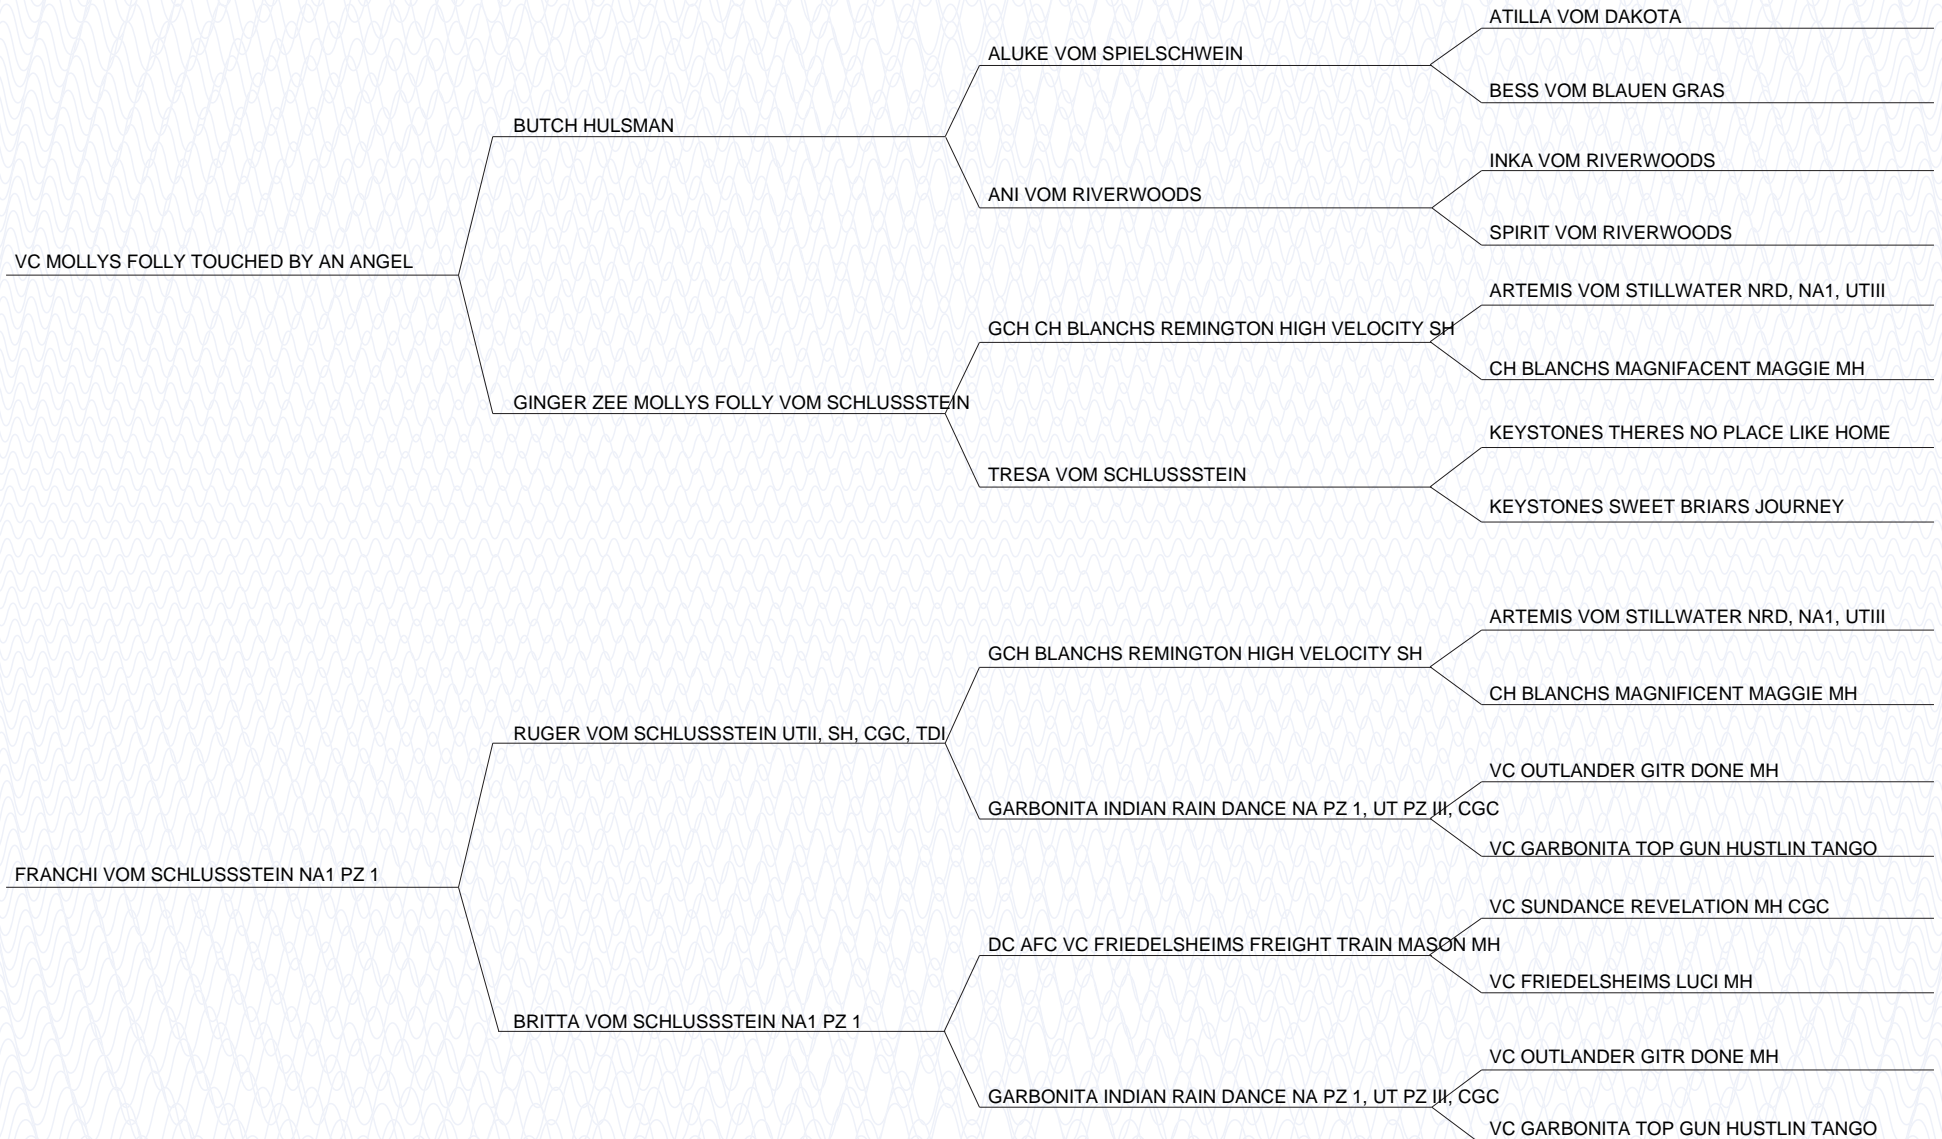 ATILLA VOM DAKOTA
ALUKE VOM SPIELSCHWEIN
BESS VOM BLAUEN GRAS
BUTCH HULSMAN
INKA VOM RIVERWOODS
ANI VOM RIVERWOODS
SPIRIT VOM RIVERWOODS
VC MOLLYS FOLLY TOUCHED BY AN ANGEL
ARTEMIS VOM STILLWATER NRD, NA1, UTIII
GCH CH BLANCHS REMINGTON HIGH VELOCITY SH
CH BLANCHS MAGNIFACENT MAGGIE MH
GINGER ZEE MOLLYS FOLLY VOM SCHLUSSSTEIN
KEYSTONES THERES NO PLACE LIKE HOME
TRESA VOM SCHLUSSSTEIN
KEYSTONES SWEET BRIARS JOURNEY
ARTEMIS VOM STILLWATER NRD, NA1, UTIII
GCH BLANCHS REMINGTON HIGH VELOCITY SH
CH BLANCHS MAGNIFICENT MAGGIE MH
RUGER VOM SCHLUSSSTEIN UTII, SH, CGC, TDI
VC OUTLANDER GITR DONE MH
GARBONITA INDIAN RAIN DANCE NA PZ 1, UT PZ III, CGC
VC GARBONITA TOP GUN HUSTLIN TANGO
FRANCHI VOM SCHLUSSSTEIN NA1 PZ 1
VC SUNDANCE REVELATION MH CGC
DC AFC VC FRIEDELSHEIMS FREIGHT TRAIN MASON MH
VC FRIEDELSHEIMS LUCI MH
BRITTA VOM SCHLUSSSTEIN NA1 PZ 1
VC OUTLANDER GITR DONE MH
GARBONITA INDIAN RAIN DANCE NA PZ 1, UT PZ III, CGC
VC GARBONITA TOP GUN HUSTLIN TANGO